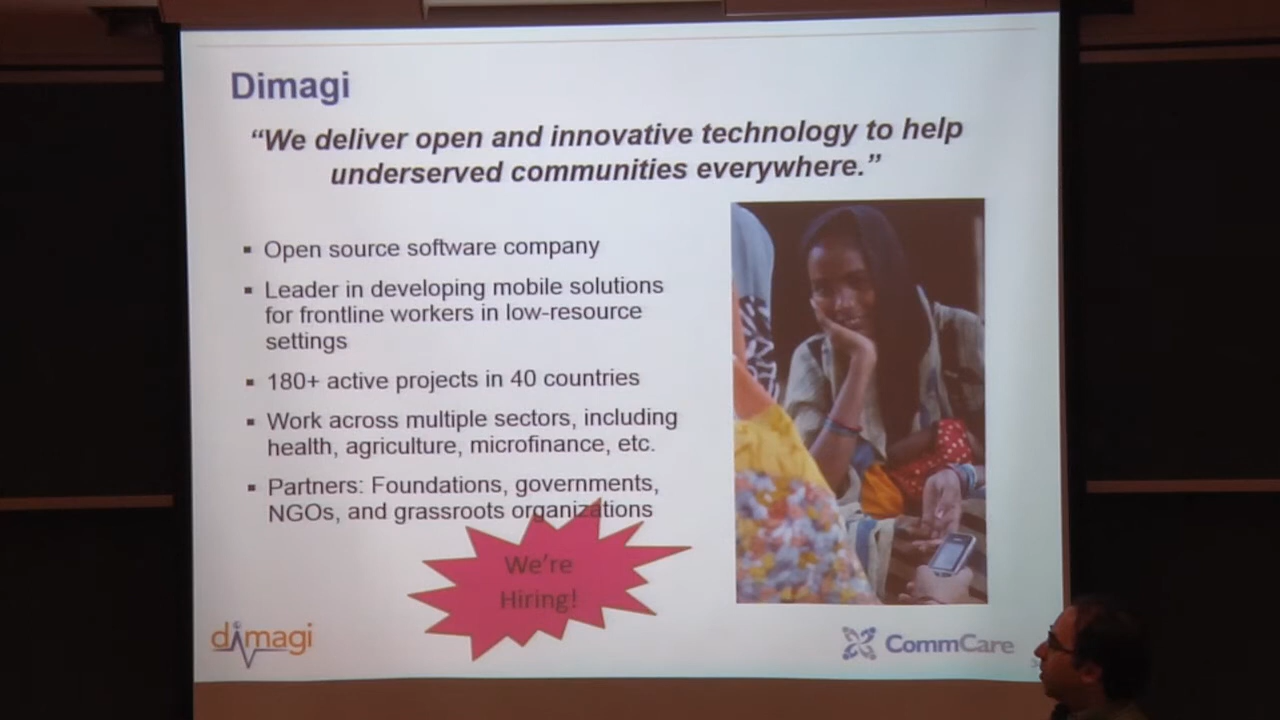 Dimagi
“We deliver open and innovative technology to help
underserved communities everywhere.”
▪ Open source software company
▪ Leader in developing mobile solutions
for frontline workers in low-resource
settings
▪ 180+ active projects in 40 countries
▪ Work across multiple sectors, including
health, agriculture, microfinance, etc.
▪ Partners: Foundations, governments,
NGOs, and grassroots organizations
We’re
Hiring!
dimagi
CommCare